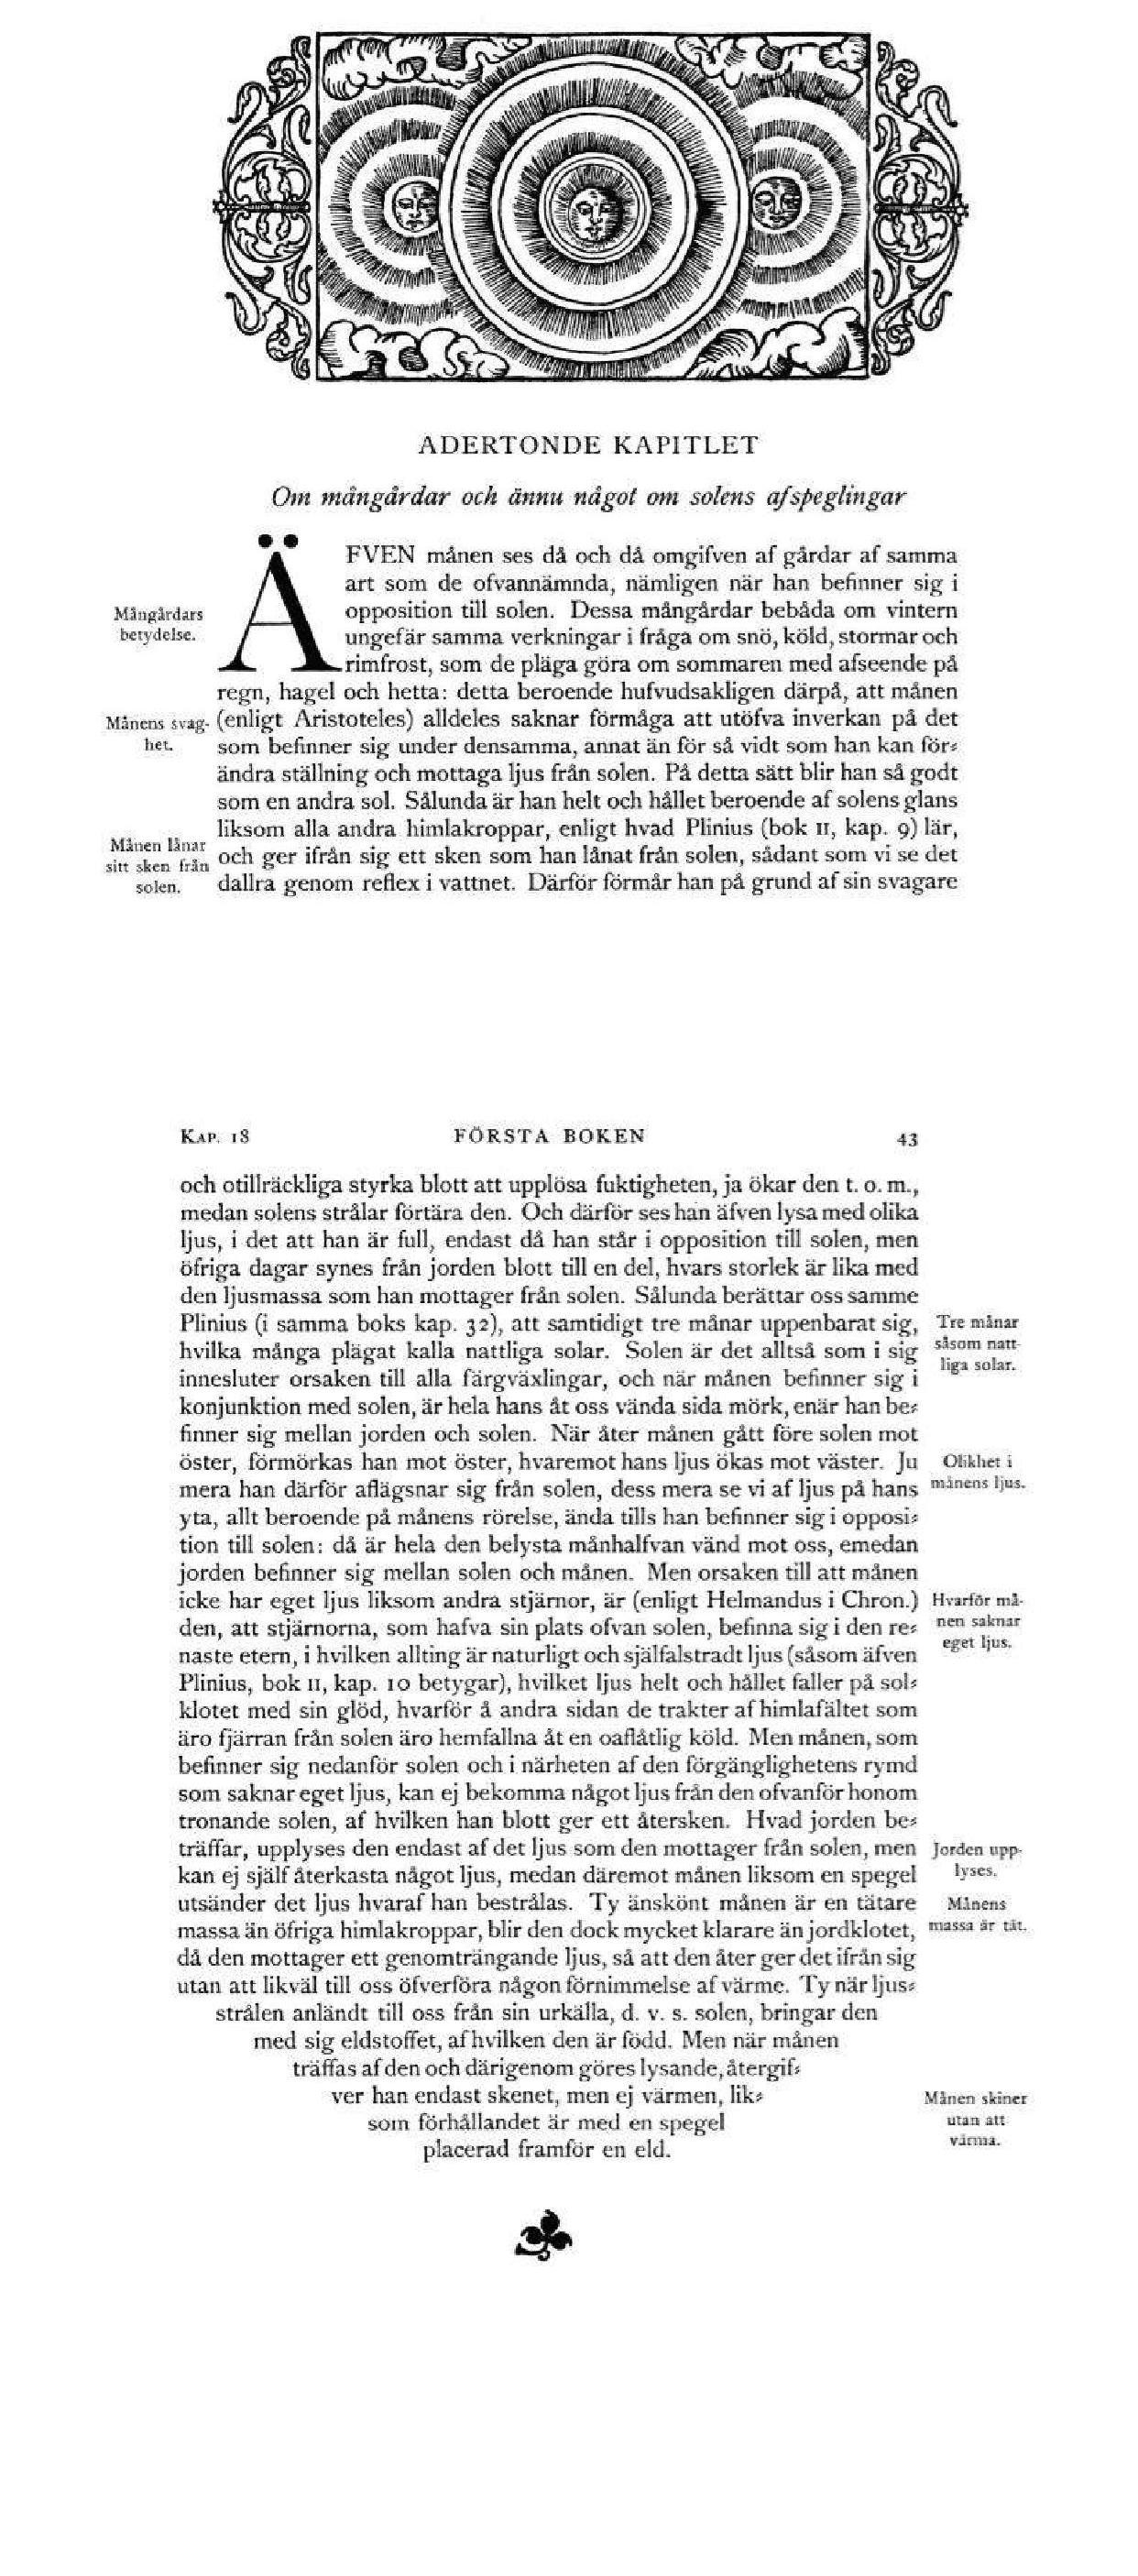 ADERTONDE KAPITLET
Om mångårdar och ännu något om solens afspeglingar
ÄFVEN månen ses då och då omgifven af gårdar af samma
art som de ofvannämnda, nämligen när han befinner sig i
Mångårdars
betydelse.
opposition till solen. Dessa mångårdar bebåda om vintern
ungefär samma verkningar i fråga om snö, köld, stormar och
rimfrost, som de pläga göra om sommaren med afseende på
regn, hagel och hetta: detta beroende hufvudsakligen därpå, att månen
Månens svag-
het.
(enligt Aristoteles) alldeles saknar förmåga att utöfva inverkan på det
som befinner sig under densamma, annat än för så vidt som han kan för-
ändra ställning och mottaga ljus från solen. På detta sätt blir han så godt
som en andra sol. Sålunda är han helt och hållet beroende af solens glans
liksom alla andra himlakroppar, enligt hvad Plinius (bok II, kap. 9) lär,
Månen lånar
sitt sken från
solen.
och ger ifrån sig ett sken som han lånat från solen, sådant som vi se det
dallra genom reflex i vattnet. Därför förmår han på grund af sin svagare
KAP. 18 FÖRSTA BOKEN 43
och otillräckliga styrka blott att upplösa fuktigheten, ja ökar den t. o. m.,
medan solens strålar förtära den. Och därför ses han äfven lysa med olika
ljus, i det att han är full, endast då han står i opposition till solen, men
öfriga dagar synes från jorden blott till en del, hvars storlek är lika med
den ljusmassa som han mottager från solen. Sålunda berättar oss samme
Plinius (i samma boks kap. 32), att samtidigt tre månar uppenbarat sig,
Tre månar
såsom natt-
liga solar.
hvilka många plägat kalla nattliga solar. Solen är det alltså som i sig
innesluter orsaken till alla färgväxlingar, och när månen befinner sig i
konjunktion med solen, är hela hans åt oss vända sida mörk, enär han be-
finner sig mellan jorden och solen. När åter månen gått före solen mot
öster, förmörkas han mot öster, hvaremot hans ljus ökas mot väster. Ju
Olikhet i
månens ljus.
mera han därför aflägsnar sig från solen, dess mera se vi af ljus på hans
yta, allt beroende på månens rörelse, ända tills han befinner sig i opposi-
tion till solen: då är hela den belysta månhalfvan vänd mot oss, emedan
jorden befinner sig mellan solen och månen. Men orsaken till att månen
icke har eget ljus liksom andra stjärnor, är (enligt Helmandus i Chron.)
Hvarför må-
nen saknar
eget ljus.
den, att stjärnorna, som hafva sin plats ofvan solen, befinna sig i den re-
naste etern, i hvilken allting är naturligt och själfalstradt ljus (såsom äfven
Plinius, bok II, kap. 10 betygar), hvilket ljus helt och hållet faller på sol-
klotet med sin glöd, hvarför å andra sidan de trakter af himlafältet som
äro fjärran från solen äro hemfallna åt en oaflåtlig köld. Men månen, som
befinner sig nedanför solen och i närheten af den förgänglighetens rymd
som saknar eget ljus, kan ej bekomma något ljus från den ofvanför honom
tronande solen, af hvilken han blott ger ett återsken. Hvad jorden be-
träffar, upplyses den endast af det ljus som den mottager från solen, men
Jorden upp-
lyses.
kan ej själf återkasta något ljus, medan däremot månen liksom en spegel
utsänder det ljus hvaraf han bestrålas. Ty änskönt månen är en tätare
Månens
massa är tät.
massa än öfriga himlakroppar, blir den dock mycket klarare än jordklotet,
då den mottager ett genomträngande ljus, så att den åter ger det ifrån sig
utan att likväl till oss öfverföra någon förnimmelse af värme. Ty när ljus-
strålen anländt till oss från sin urkälla, d. v. s. solen, bringar den
med sig eldstoffet, af hvilken den är född. Men när månen
träffas af den och därigenom göres lysande, återgif-
ver han endast skenet, men ej värmen, lik-
Månen skiner
utan att
värma.
som förhållandet är med en spegel
placerad framför en eld.